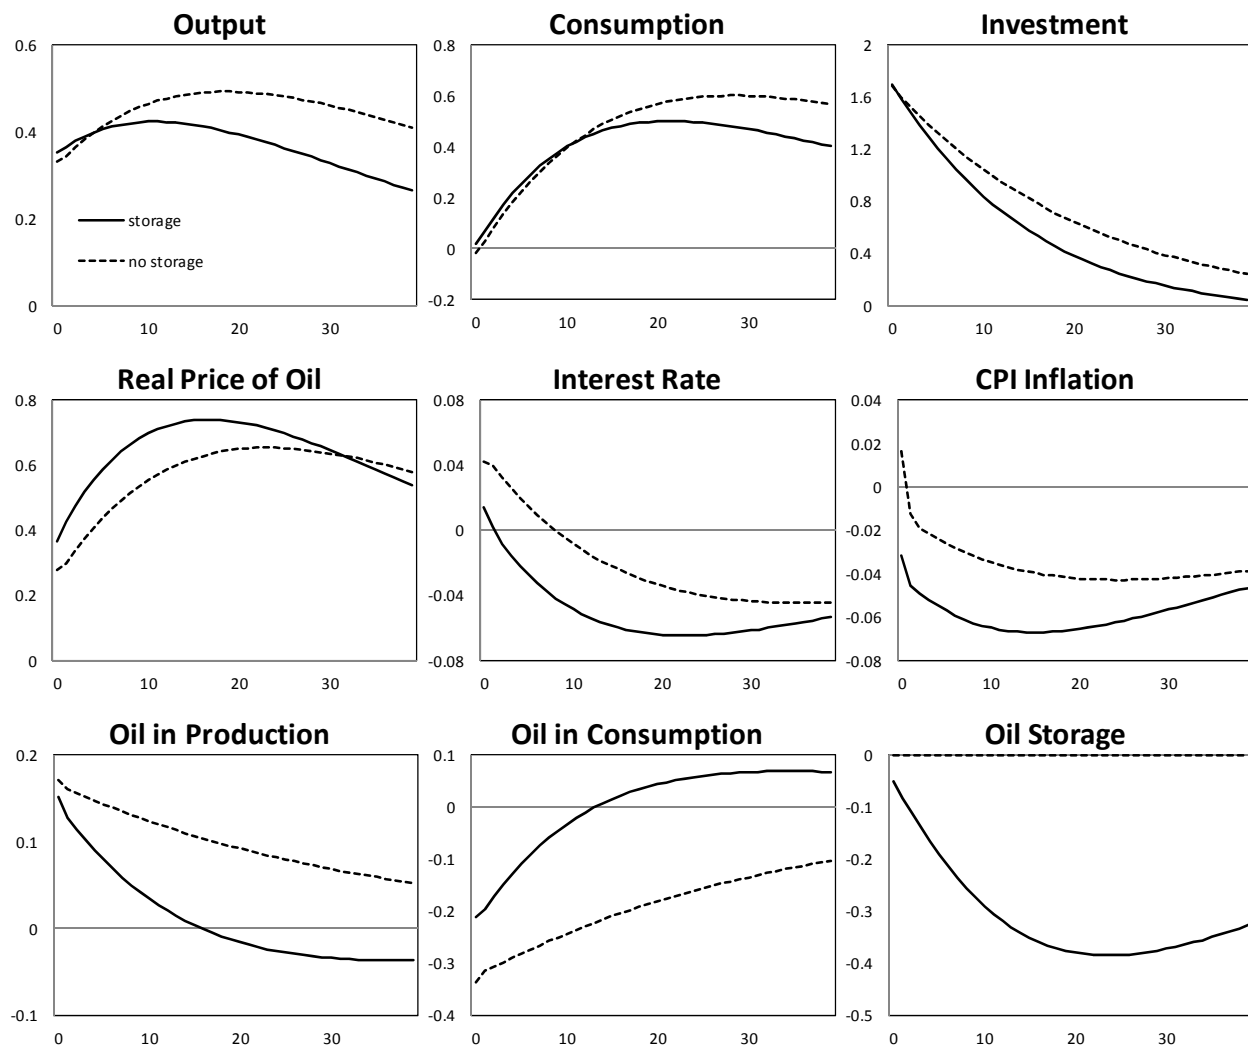 Output
0.6
0.4
0.2
0
storage
no storage
0 10 20 30
Consumption
0.8
0.6
0.4
0.2
0
-0.2
0 10 20 30
Investment
2
1.6
1.2
0.8
0.4
0
0 10 20 30
Real Price of Oil
0.8
0.6
0.4
0.2
0
0 10 20 30
Interest Rate
0.08
0.04
0
-0.04
-0.08
0 10 20 30
CPI Inflation
0.04
0.02
0
-0.02
-0.04
-0.06
-0.08
0 10 20 30
Oil in Production
0.2
0.1
0
-0.1
0 10 20 30
Oil in Consumption
0.1
0
-0.1
-0.2
-0.3
-0.4
0 10 20 30
Oil Storage
0
-0.1
-0.2
-0.3
-0.4
-0.5
0 10 20 30